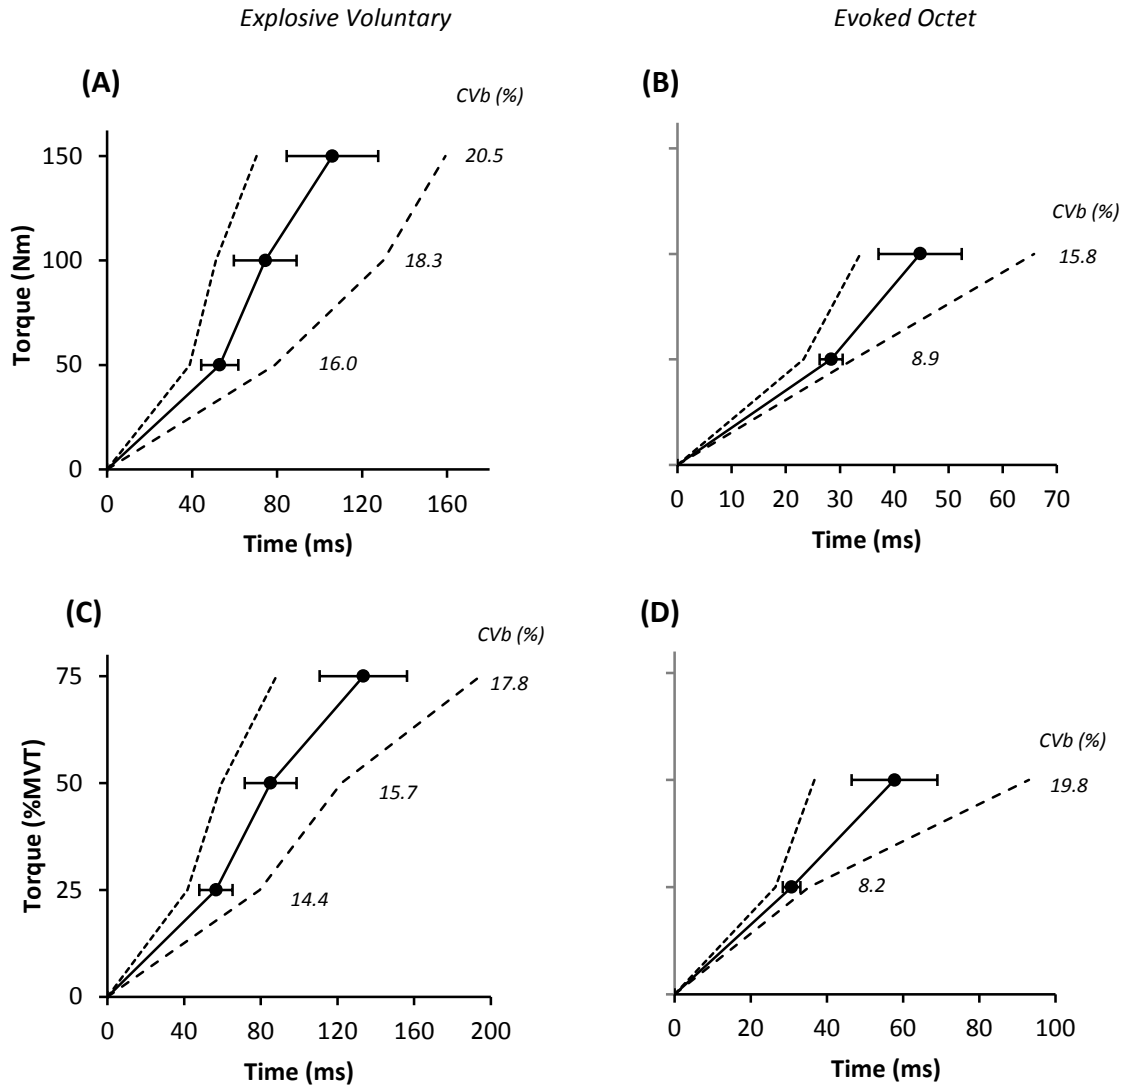 Explosive Voluntary
Evoked Octet
(A)
CVb (%)
150
100
50
0
20.5
18.3
16.0
0 40 80 120 160
Torque (Nm)
Time (ms)
(B)
CVb (%)
15.8
8.9
0 10 20 30 40 50 60 70
Time (ms)
(C)
CVb (%)
75
50
25
0
17.8
15.7
14.4
0 40 80 120 160 200
Torque (%MVT)
Time (ms)
(D)
CVb (%)
19.8
8.2
0 20 40 60 80 100
Time (ms)